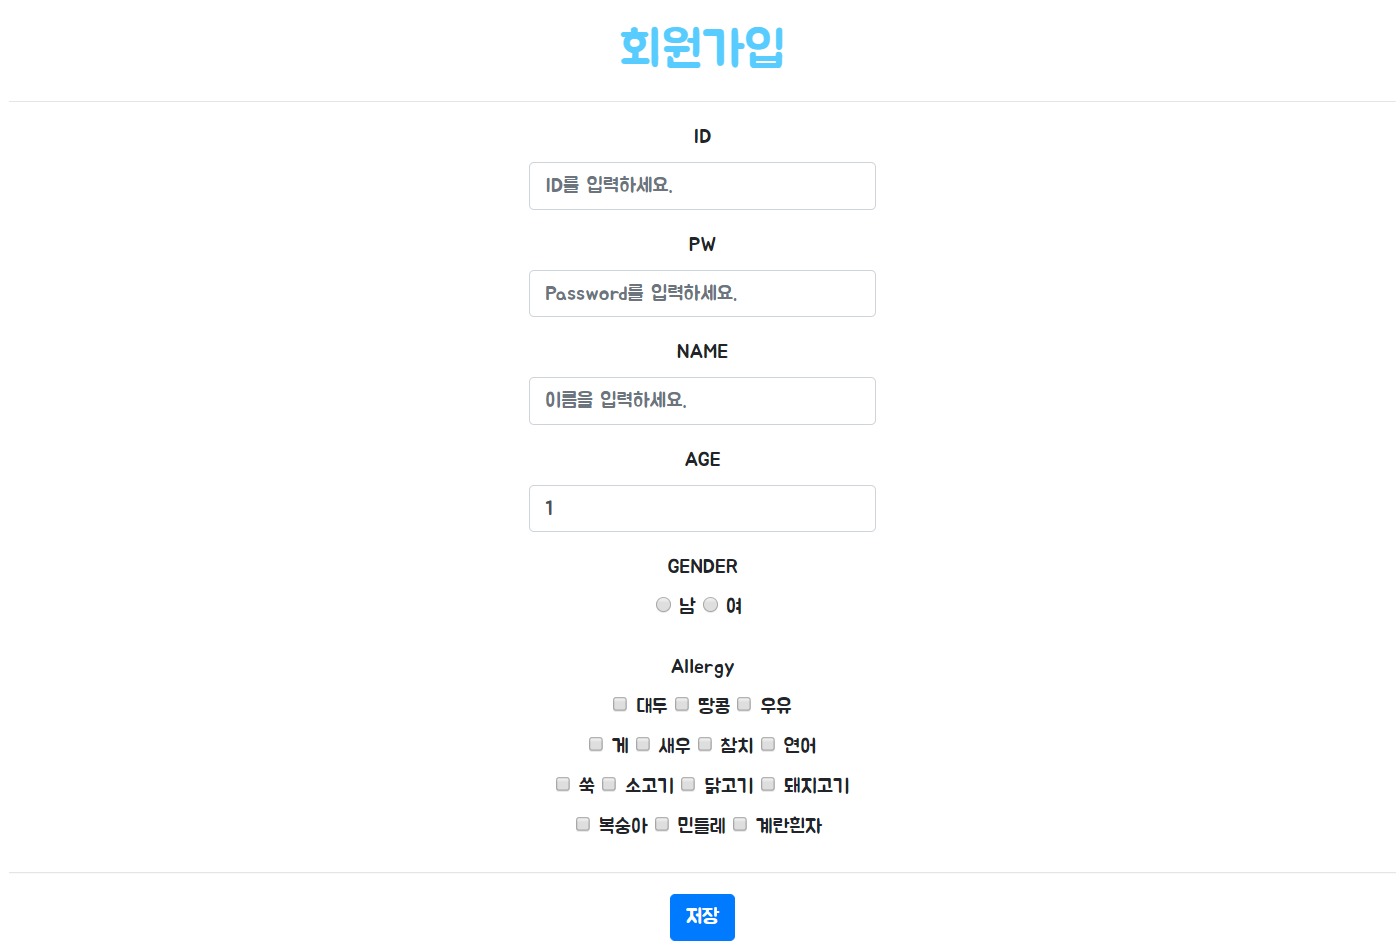 회원가입
ID
ID를 입력하세요.
PW
Password를 입력하세요.
NAME
이름을 입력하세요.
AGE
1
GENDER
남 여
Allergy
대두 땅콩 우유
게 새우 참치 연어
쑥 소고기 닭고기 돼지고기
복숭아 민들레 계란흰자
저장